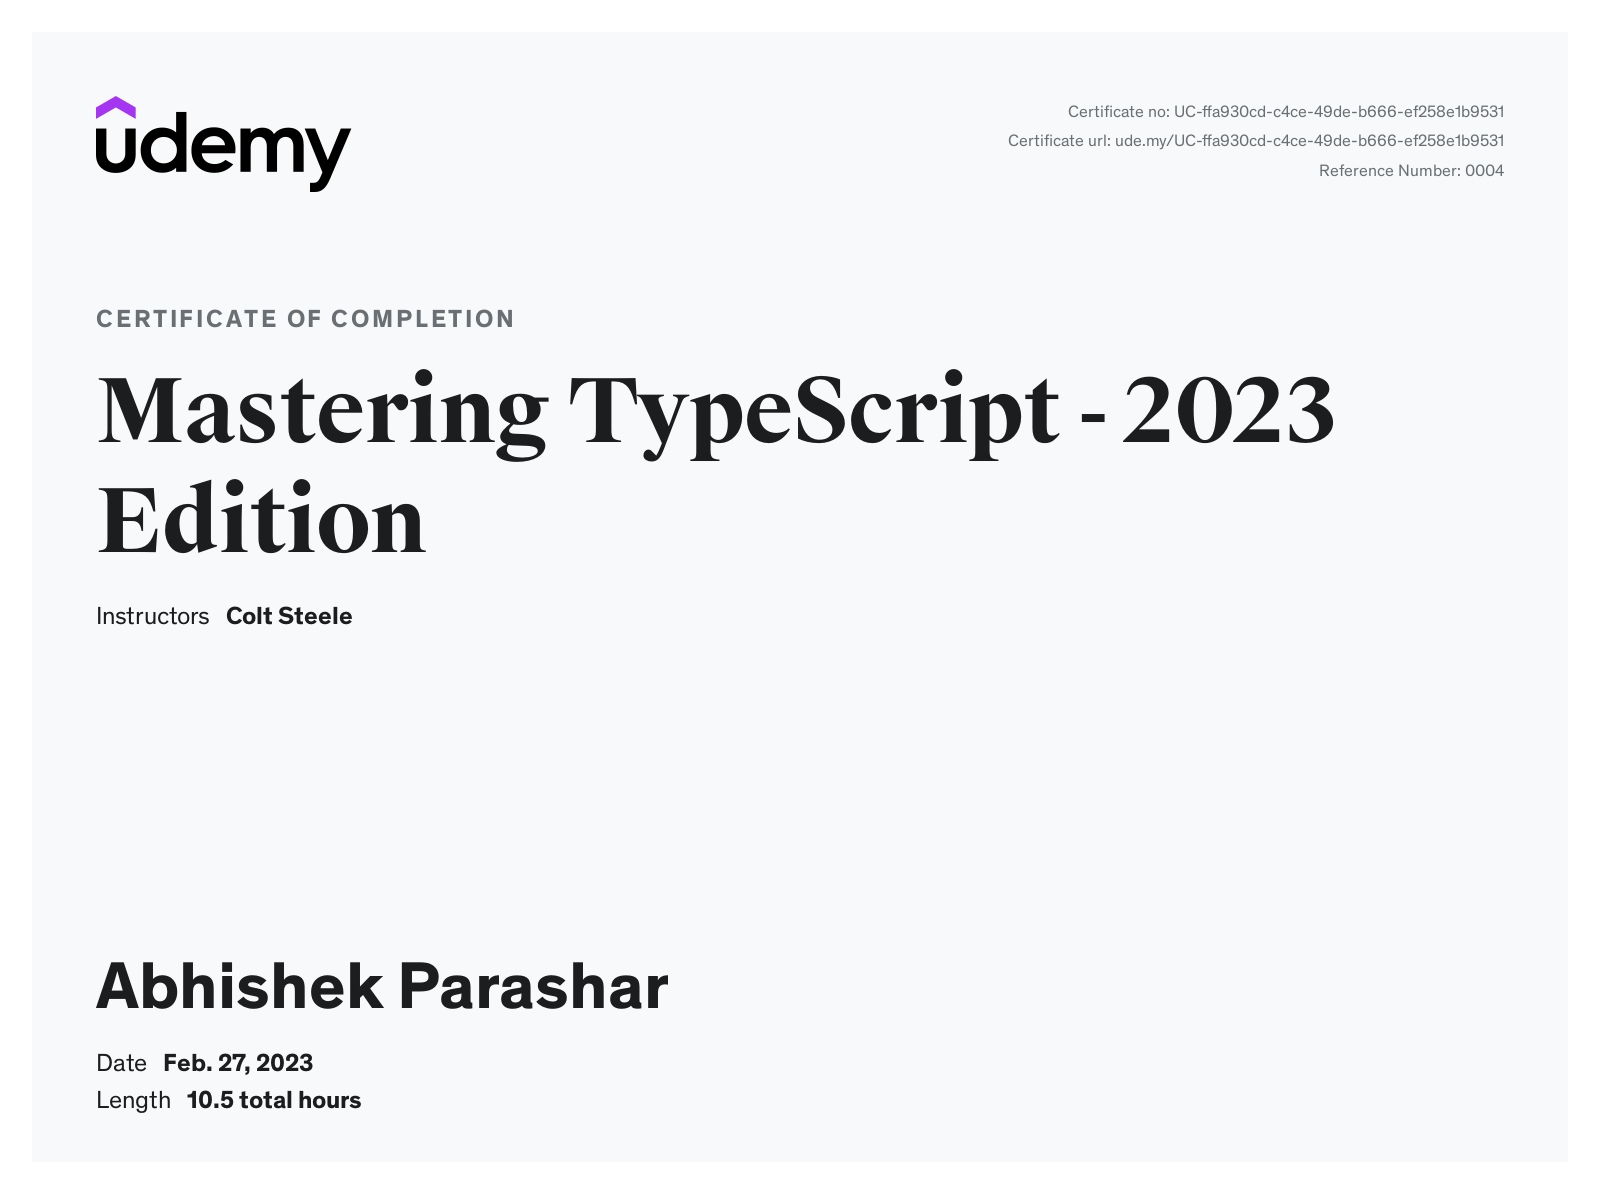 udemy
Certificate no: UC-ffa930cd-c4ce-49de-b666-ef258e1b9531
Certificate url: ude.my/UC-ffa930cd-c4ce-49de-b666-ef258e1b9531
Reference Number: 0004
CERTIFICATE OF COMPLETION
Mastering TypeScript - 2023
Edition
Instructors Colt Steele
Abhishek Parashar
Date Feb. 27, 2023
Length 10.5 total hours